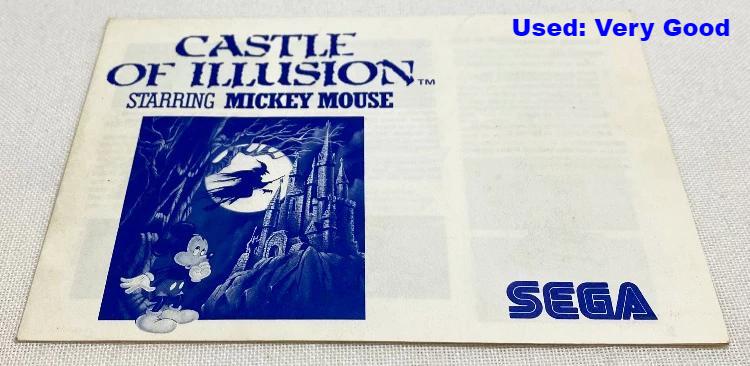 Used: Very Good
CASTLE
OF ILLUSION™
STARRING MICKEY MOUSE
SEGA